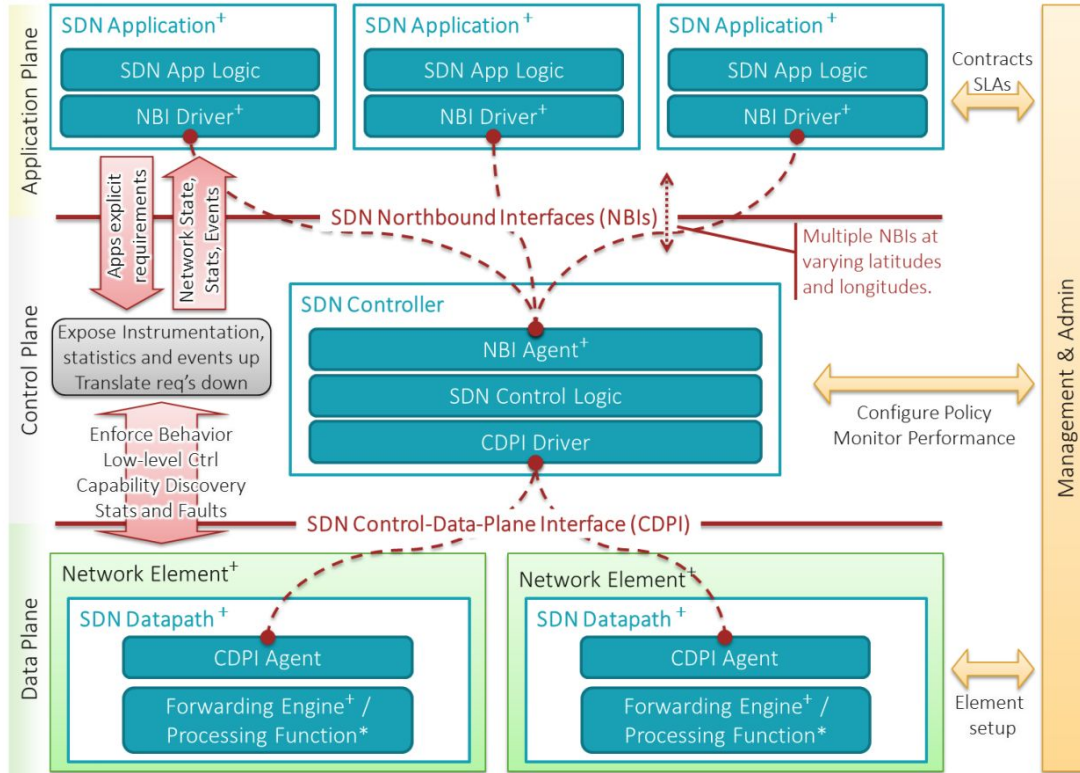 Application Plane
SDN Application+
SDN App Logic
NBI Driver+
SDN Application+
SDN App Logic
NBI Driver+
SDN Application+
SDN App Logic
NBI Driver+
Contracts
SLAs
Apps explicit
requirements
Network State,
Stats, Events
SDN Northbound Interfaces (NBIs)
Multiple NBIs at
varying latitudes
and longitudes.
Control Plane
Expose Instrumentation,
statistics and events up
Translate req's down
SDN Controller
NBI Agent+
SDN Control Logic
CDPI Driver
Configure Policy
Monitor Performance
Management & Admin
Enforce Behavior
Low-level Ctrl
Capability Discovery
Stats and Faults
SDN Control-Data-Plane Interface (CDPI)
Data Plane
Network Element+
SDN Datapath+
CDPI Agent
Forwarding Engine+ /
Processing Function*
Network Element+
SDN Datapath+
CDPI Agent
Forwarding Engine+ /
Processing Function*
Element
setup